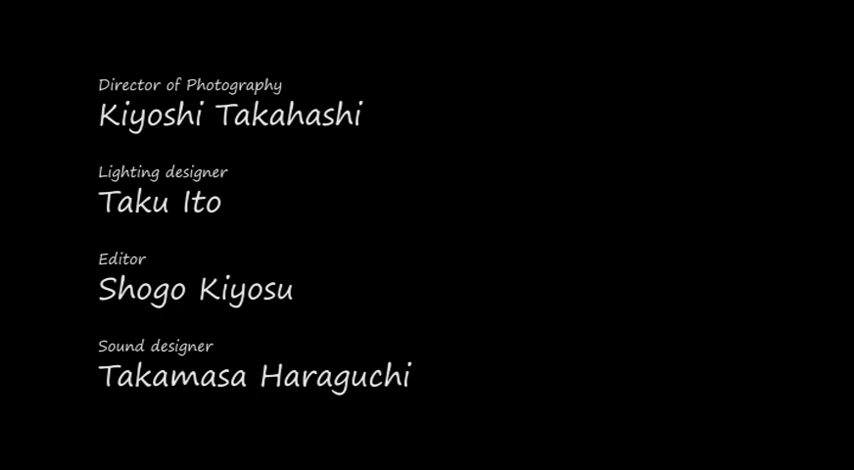 Director of Photography
Kiyoshi Takahashi
Lighting designer
Taku Ito
Editor
Shogo Kiyosu
Sound designer
Takamasa Haraguchi